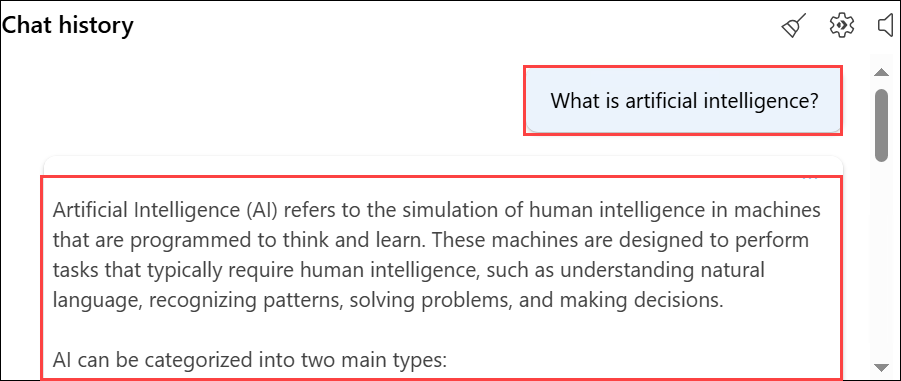 Chat history
What is artificial intelligence?
Artificial Intelligence (AI) refers to the simulation of human intelligence in machines
that are programmed to think and learn. These machines are designed to perform
tasks that typically require human intelligence, such as understanding natural
language, recognizing patterns, solving problems, and making decisions.
AI can be categorized into two main types: